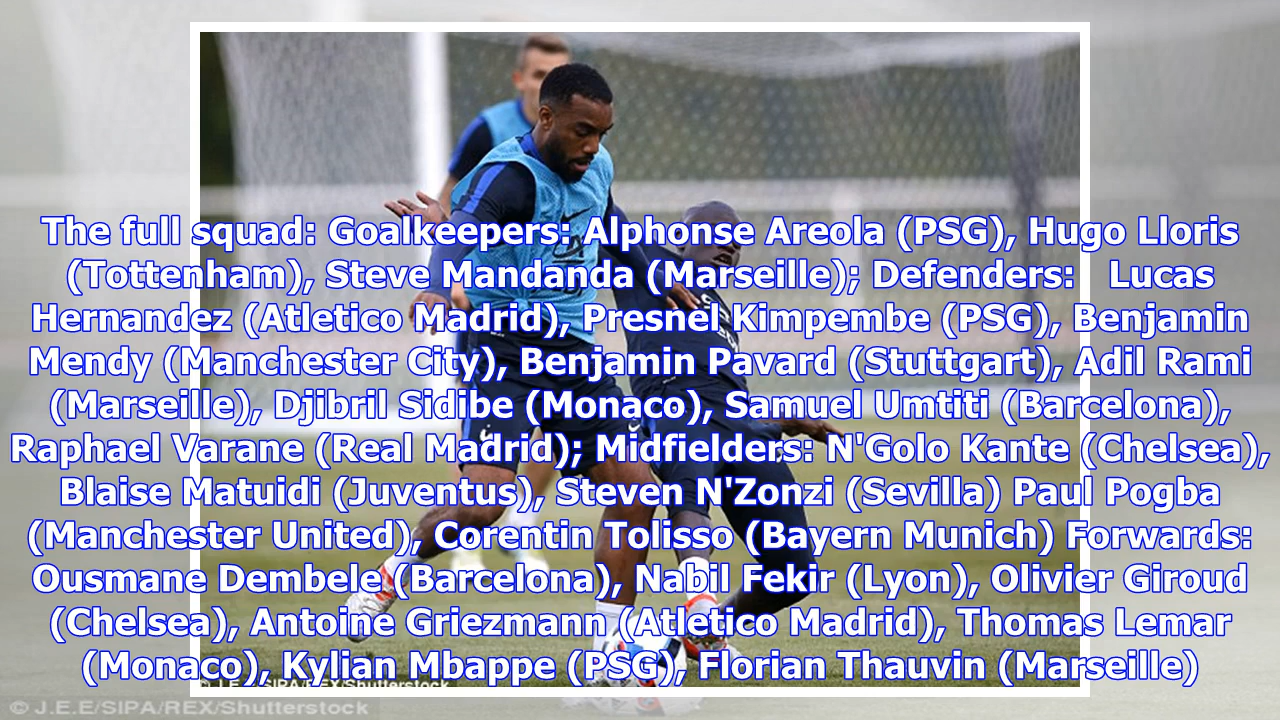 The full squad: Goalkeepers: Alphonse Areola (PSG), Hugo Lloris
(Tottenham), Steve Mandanda (Marseille); Defenders:   Lucas
Hernandez (Atletico Madrid), Presnel Kimpembe (PSG), Benjamin
Mendy (Manchester City), Benjamin Pavard (Stuttgart), Adil Rami
(Marseille), Djibril Sidibe (Monaco), Samuel Umtiti (Barcelona),
Raphael Varane (Real Madrid); Midfielders: N'Golo Kante (Chelsea),
Blaise Matuidi (Juventus), Steven N'Zonzi (Sevilla) Paul Pogba
(Manchester United), Corentin Tolisso (Bayern Munich) Forwards:
Ousmane Dembele (Barcelona), Nabil Fekir (Lyon), Olivier Giroud
(Chelsea), Antoine Griezmann (Atletico Madrid), Thomas Lemar
(Monaco), Kylian Mbappe (PSG), Florian Thauvin (Marseille)
© J.E.E/SIPA/REX/Shutterstock
© J.E.E/SIPA/REX/Shutterstock